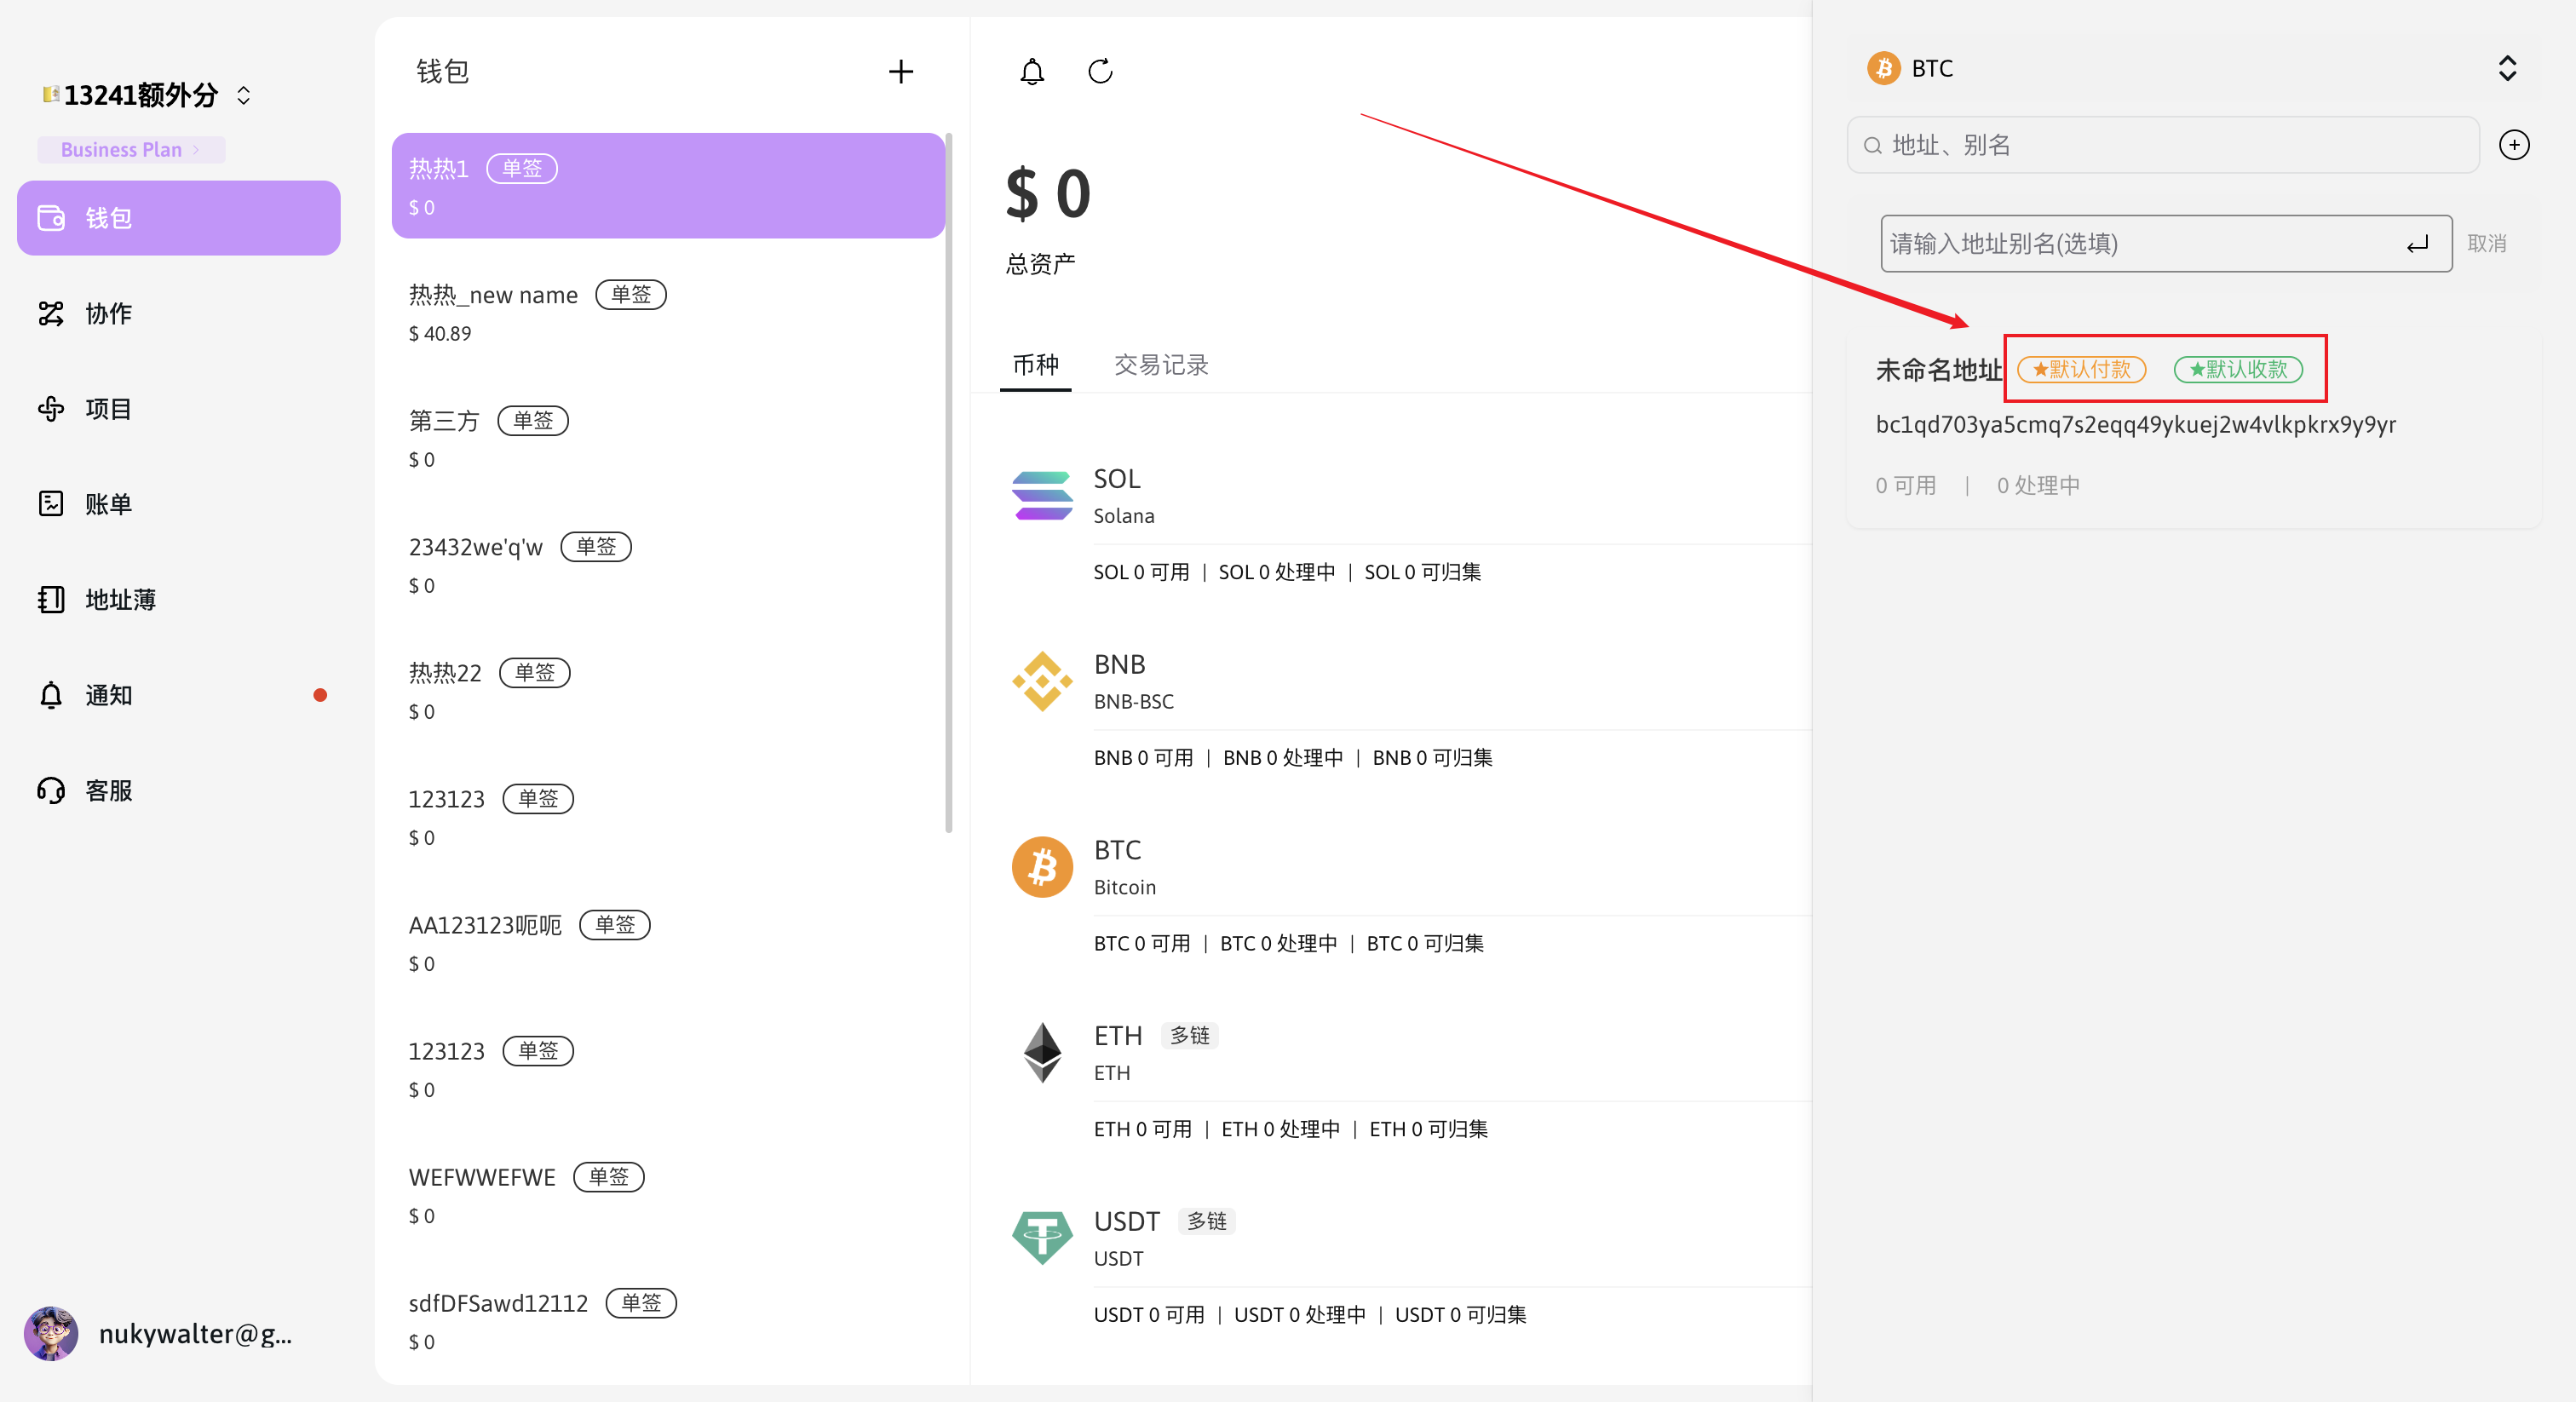 13241额外分
Business Plan
钱包
协作
项目
账单
地址薄
通知
客服
nukywalter@g...
钱包
热热1 单签
$ 0
热热_new name 单签
$ 40.89
第三方 单签
$ 0
23432we'q'w 单签
$ 0
热热22 单签
$ 0
123123 单签
$ 0
AA123123呃呃 单签
$ 0
123123 单签
$ 0
WEFWWEFWE 单签
$ 0
sdfDFSawd12112 单签
$ 0
$ 0
总资产
币种 交易记录
SOL
Solana
SOL 0 可用 | SOL 0 处理中 | SOL 0 可归集
BNB
BNB-BSC
BNB 0 可用 | BNB 0 处理中 | BNB 0 可归集
BTC
Bitcoin
BTC 0 可用 | BTC 0 处理中 | BTC 0 可归集
ETH 多链
ETH
ETH 0 可用 | ETH 0 处理中 | ETH 0 可归集
USDT 多链
USDT
USDT 0 可用 | USDT 0 处理中 | USDT 0 可归集
BTC
地址、别名
请输入地址别名(选填) 取消
未命名地址 ★默认付款 ★默认收款
bc1qd703ya5cmq7s2eqq49ykuej2w4vlkpkrx9y9yr
0 可用 | 0 处理中